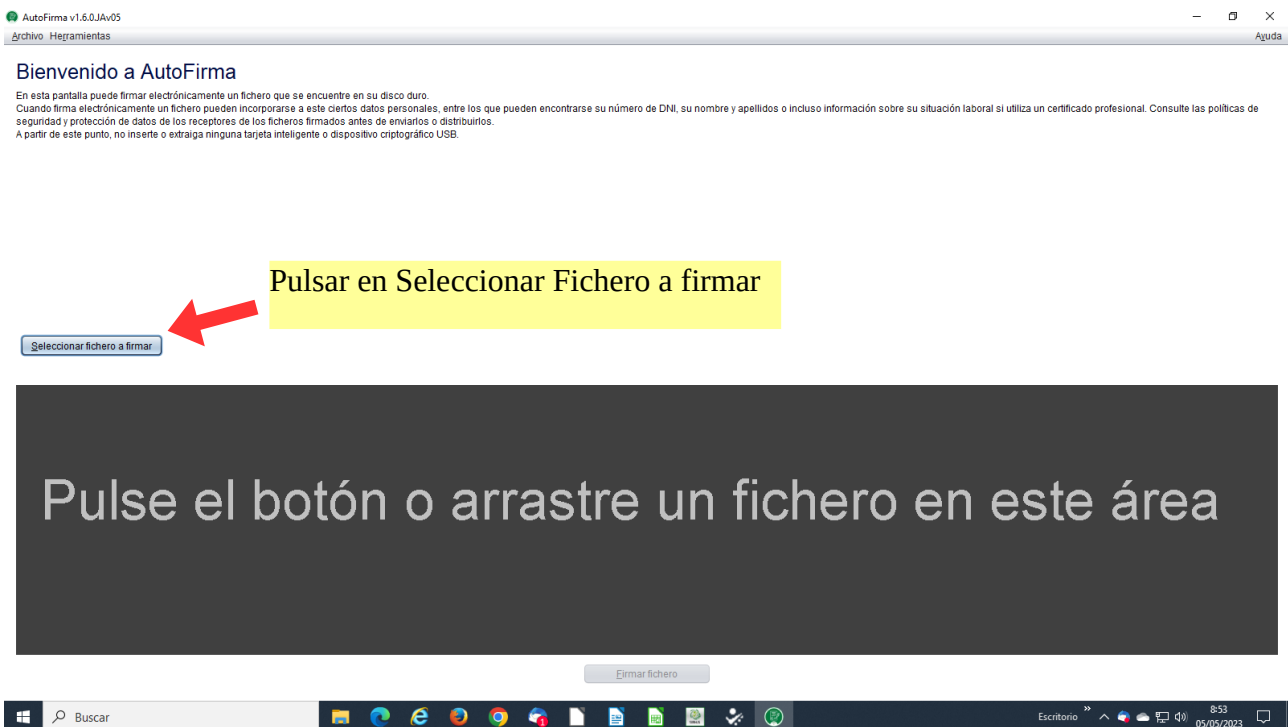 AutoFirma v1.6.0.JAv05
Archivo Herramientas
Ayuda
Bienvenido a AutoFirma
En esta pantalla puede firmar electrónicamente un fichero que se encuentre en su disco duro.
Cuando firma electrónicamente un fichero pueden incorporarse a este ciertos datos personales, entre los que pueden encontrarse su número de DNI, su nombre y apellidos o incluso información sobre su situación laboral si utiliza un certificado profesional. Consulte las políticas de
seguridad y protección de datos de los receptores de los ficheros firmados antes de enviarlos o distribuirlos.
A partir de este punto, no inserte o extraiga ninguna tarjeta inteligente o dispositivo criptográfico USB.
Pulsar en Seleccionar Fichero a firmar
Seleccionar fichero a firmar
Pulse el botón o arrastre un fichero en este área
Firmar fichero
Buscar
Escritorio
8:53
05/05/2023